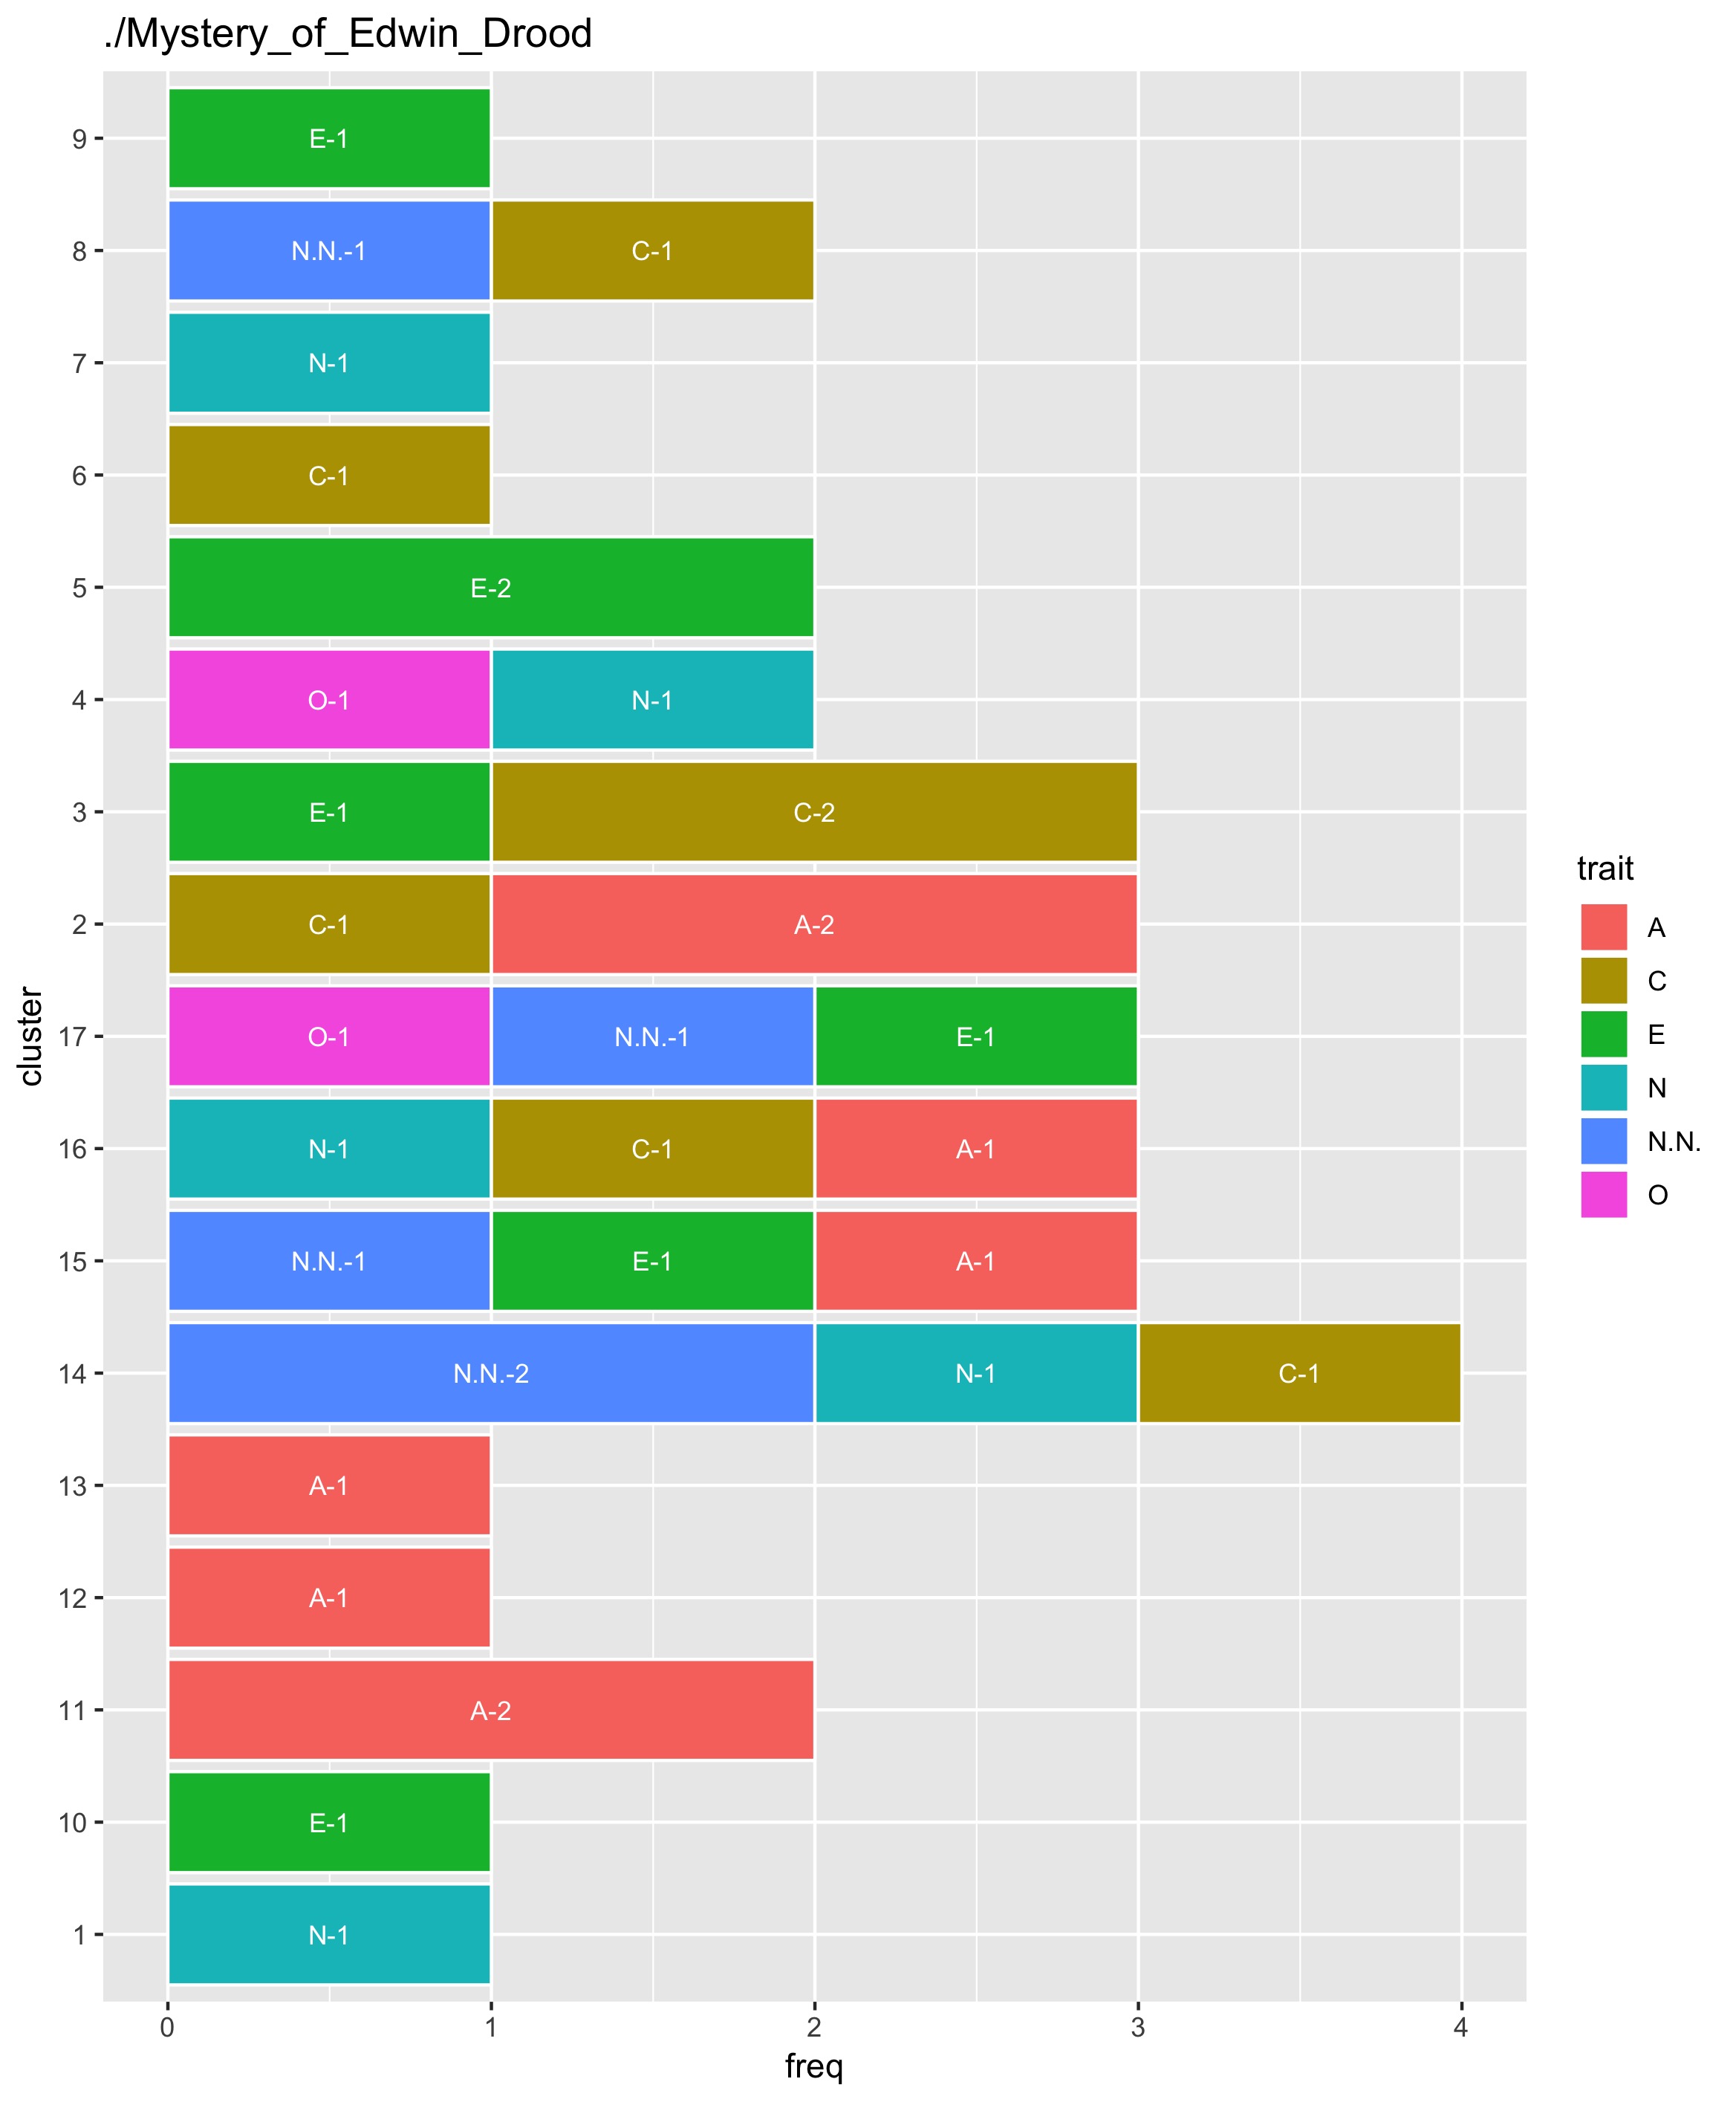 ./Mystery_of_Edwin_Drood
9
E-1
8
N.N.-1 C-1
7
N-1
6
C-1
5
E-2
4
O-1 N-1
3
E-1 C-2
2
C-1 A-2
17
O-1 N.N.-1 E-1
16
N-1 C-1 A-1
15
N.N.-1 E-1 A-1
14
N.N.-2 N-1 C-1
13
A-1
12
A-1
11
A-2
10
E-1
1
N-1
0 1 2 3 4
freq
cluster
trait
A
C
E
N
N.N.
O